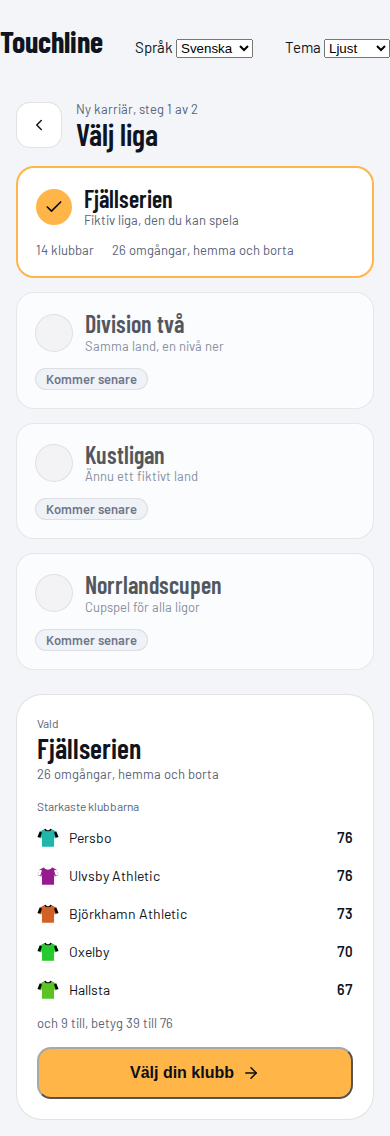 Touchline
Språk Svenska
Tema Ljust
Ny karriär, steg 1 av 2
Välj liga
Fjällserien
Fiktiv liga, den du kan spela
14 klubbar 26 omgångar, hemma och borta
Division två
Samma land, en nivå ner
Kommer senare
Kustligan
Ännu ett fiktivt land
Kommer senare
Norrlandscupen
Cupspel för alla ligor
Kommer senare
Vald
Fjällserien
26 omgångar, hemma och borta
Starkaste klubbarna
Persbo 76
Ulvsby Athletic 76
Björkhamn Athletic 73
Oxelby 70
Hallsta 67
och 9 till, betyg 39 till 76
Välj din klubb